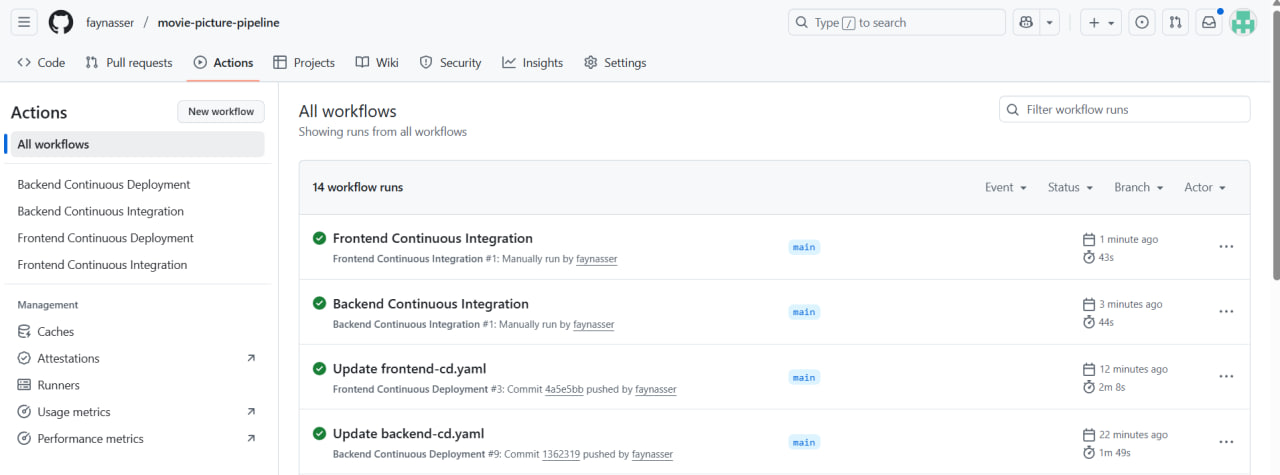 faynasser / movie-picture-pipeline
Type / to search
Code
Pull requests
Actions
Projects
Wiki
Security
Insights
Settings
Actions
New workflow
All workflows
Backend Continuous Deployment
Backend Continuous Integration
Frontend Continuous Deployment
Frontend Continuous Integration
Management
Caches
Attestations
Runners
Usage metrics
Performance metrics
All workflows
Showing runs from all workflows
Filter workflow runs
14 workflow runs
Event
Status
Branch
Actor
Frontend Continuous Integration
Frontend Continuous Integration #1: Manually run by faynasser
main
1 minute ago
43s
Backend Continuous Integration
Backend Continuous Integration #1: Manually run by faynasser
main
3 minutes ago
44s
Update frontend-cd.yaml
Frontend Continuous Deployment #3: Commit 4a5e5bb pushed by faynasser
main
12 minutes ago
2m 8s
Update backend-cd.yaml
Backend Continuous Deployment #9: Commit 1362319 pushed by faynasser
main
22 minutes ago
1m 49s